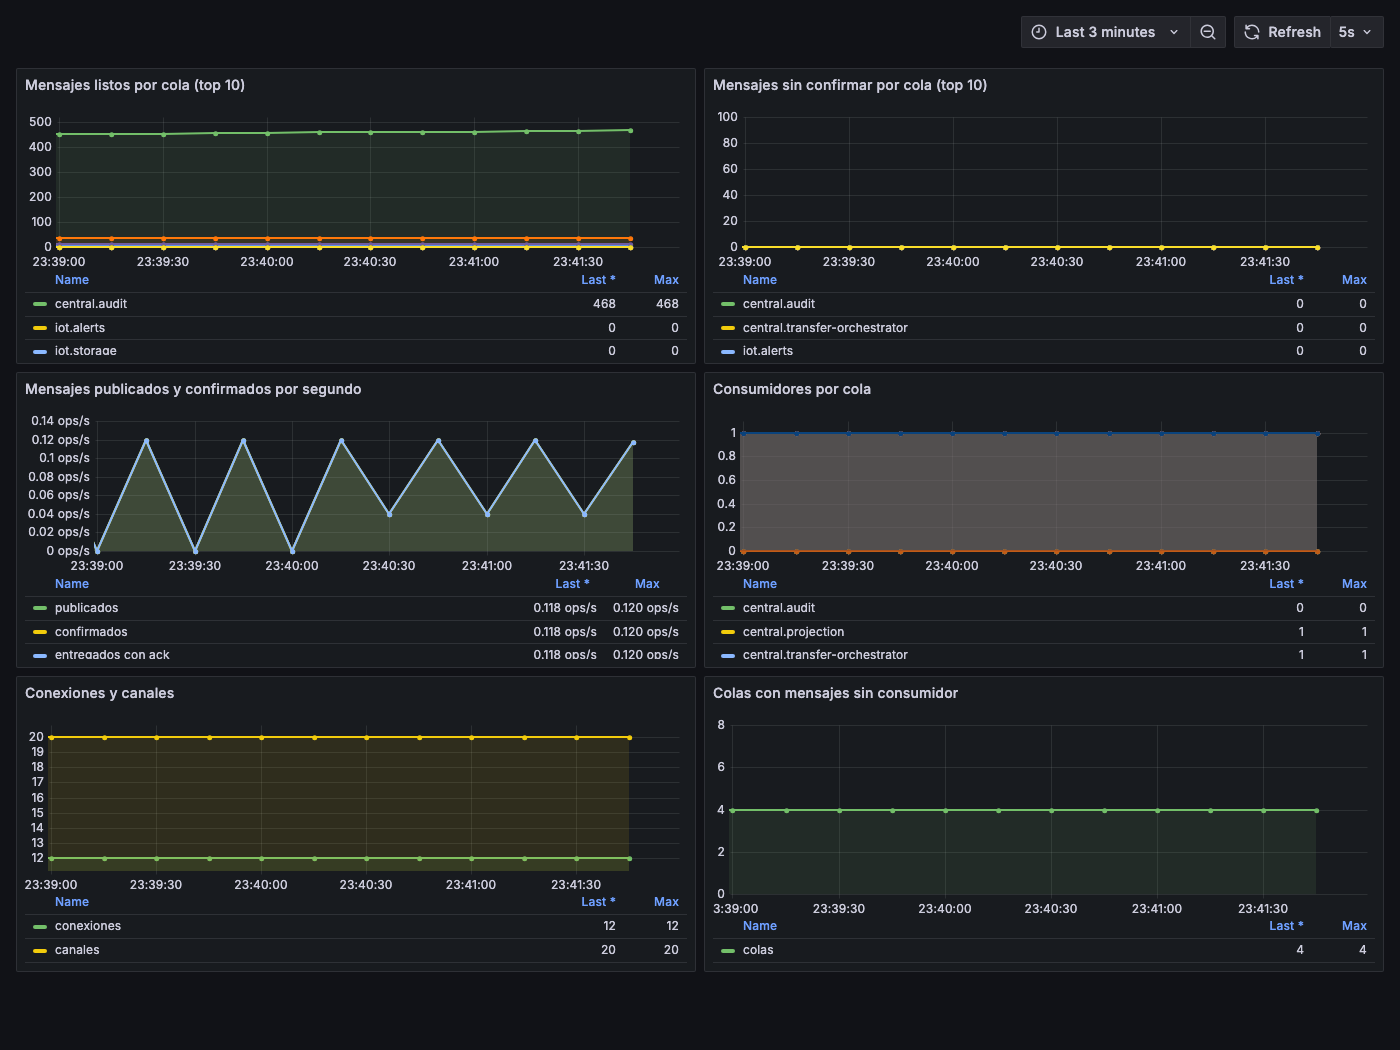 Last 3 minutes
Refresh
5s
Mensajes listos por cola (top 10)
500
400
300
200
100
0
23:39:00 23:39:30 23:40:00 23:40:30 23:41:00 23:41:30
Name Last * Max
central.audit 468 468
iot.alerts 0 0
iot.storage 0 0
Mensajes sin confirmar por cola (top 10)
100
80
60
40
20
0
23:39:00 23:39:30 23:40:00 23:40:30 23:41:00 23:41:30
Name Last * Max
central.audit 0 0
central.transfer-orchestrator 0 0
iot.alerts 0 0
Mensajes publicados y confirmados por segundo
0.14 ops/s
0.12 ops/s
0.1 ops/s
0.08 ops/s
0.06 ops/s
0.04 ops/s
0.02 ops/s
0 ops/s
23:39:00 23:39:30 23:40:00 23:40:30 23:41:00 23:41:30
Name Last * Max
publicados 0.118 ops/s 0.120 ops/s
confirmados 0.118 ops/s 0.120 ops/s
entregados con ack 0.118 ops/s 0.120 ops/s
Consumidores por cola
1
0.8
0.6
0.4
0.2
0
23:39:00 23:39:30 23:40:00 23:40:30 23:41:00 23:41:30
Name Last * Max
central.audit 0 0
central.projection 1 1
central.transfer-orchestrator 1 1
Conexiones y canales
20
19
18
17
16
15
14
13
12
23:39:00 23:39:30 23:40:00 23:40:30 23:41:00 23:41:30
Name Last * Max
conexiones 12 12
canales 20 20
Colas con mensajes sin consumidor
8
6
4
2
0
3:39:00 23:39:30 23:40:00 23:40:30 23:41:00 23:41:30
Name Last * Max
colas 4 4